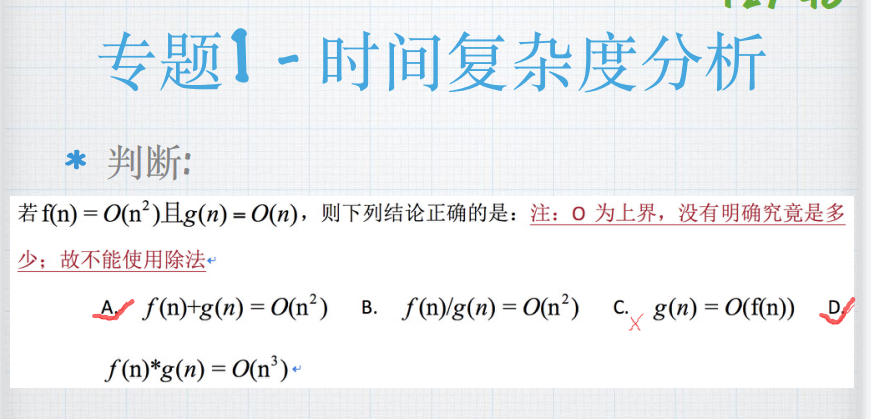 专题1 - 时间复杂度分析
* 判断:
若 f(n) = O(n²)且g(n) = O(n)，则下列结论正确的是：注：O 为上界，没有明确究竟是多
少；故不能使用除法
A. f(n)+g(n) = O(n²) B. f(n)/g(n) = O(n²) C. g(n) = O(f(n)) D.
f(n)*g(n) = O(n³)